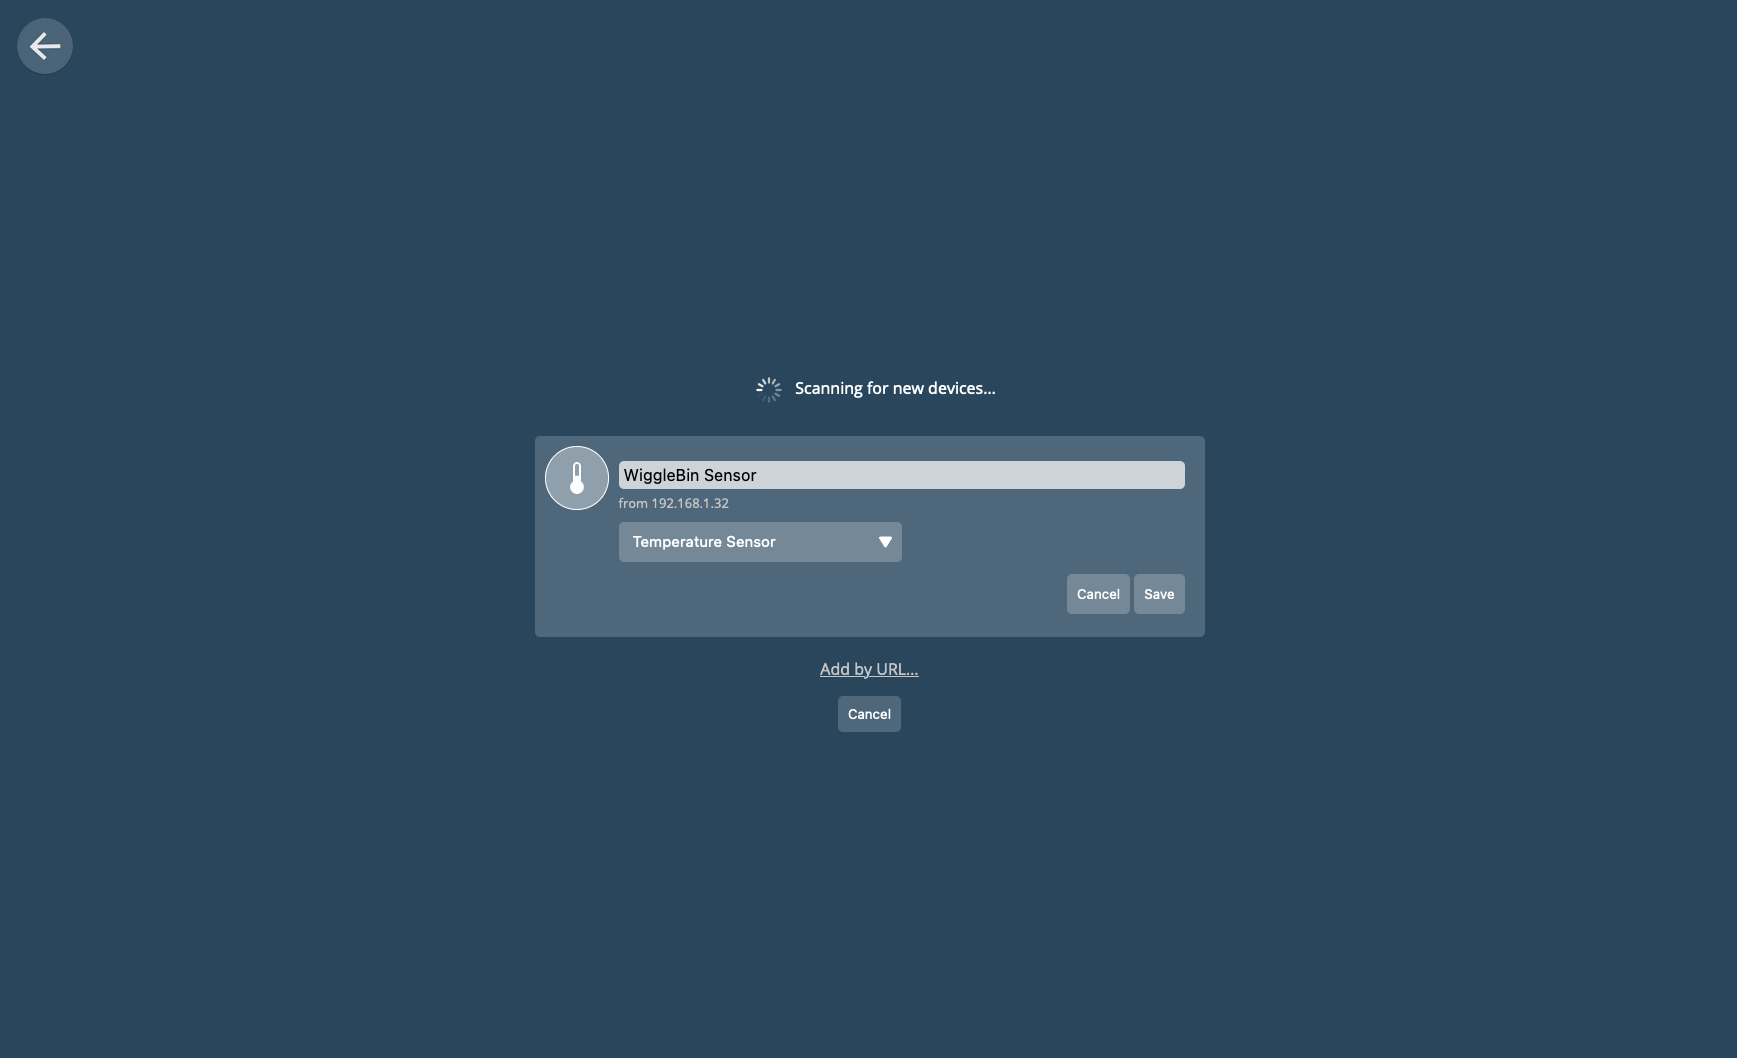 Scanning for new devices...
WiggleBin Sensor
from 192.168.1.32
Temperature Sensor
Cancel Save
Add by URL...
Cancel